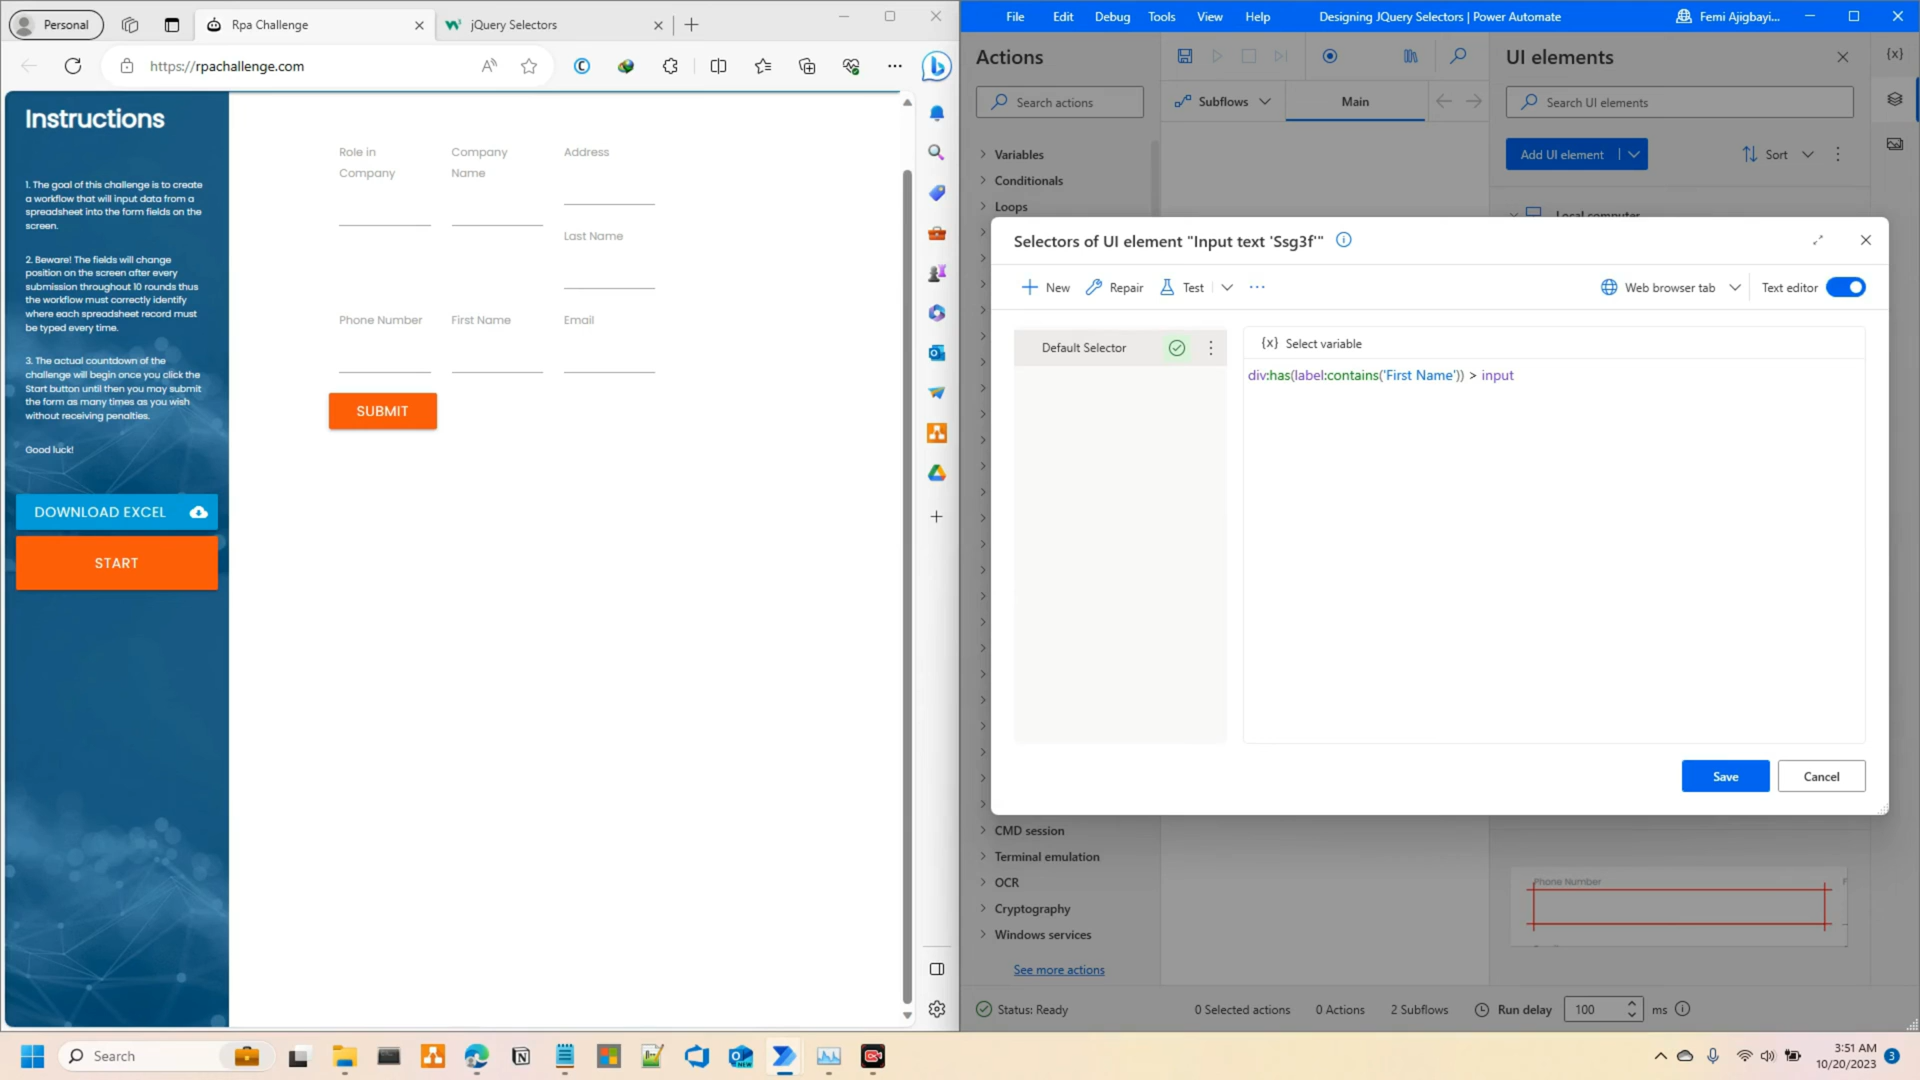 Personal
Rpa Challenge
jQuery Selectors
https://rpachallenge.com
Instructions
1. The goal of this challenge is to create
a workflow that will input data from a
spreadsheet into the form fields on the
screen.
2. Beware! The fields will change
position on the screen after every
submission throughout 10 rounds thus
the workflow must correctly identify
where each spreadsheet record must
be typed every time.
3. The actual countdown of the
challenge will begin once you click the
Start button until then you may submit
the form as many times as you wish
without receiving penalties.
Good luck!
DOWNLOAD EXCEL
START
Role in
Company
Company
Name
Address
Last Name
Phone Number
First Name
Email
SUBMIT
File
Edit
Debug
Tools
View
Help
Designing JQuery Selectors | Power Automate
Femi Ajigbayi...
Actions
Search actions
Variables
Conditionals
Loops
Subflows
Main
UI elements
Search UI elements
Add UI element
Sort
Local computer
Selectors of UI element "Input text 'Ssg3f'"
New
Repair
Test
Web browser tab
Text editor
Default Selector
{x} Select variable
div:has(label:contains('First Name')) > input
Save
Cancel
CMD session
Terminal emulation
OCR
Cryptography
Windows services
See more actions
Phone Number
Status: Ready
0 Selected actions
0 Actions
2 Subflows
Run delay
100
ms
Search
3:51 AM
10/20/2023
3